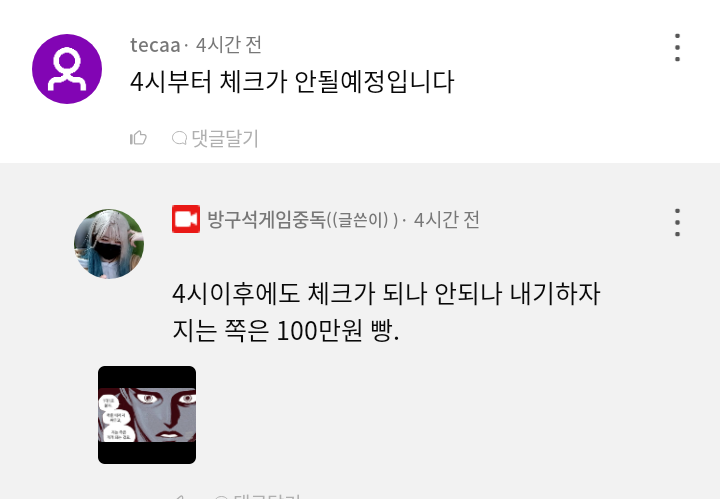 tecaa · 4시간 전
4시부터 체크가 안될예정입니다
댓글달기
방구석게임중독((글쓴이) ) · 4시간 전
4시이후에도 체크가 되나 안되나 내기하자
지는 쪽은 100만원 빵.